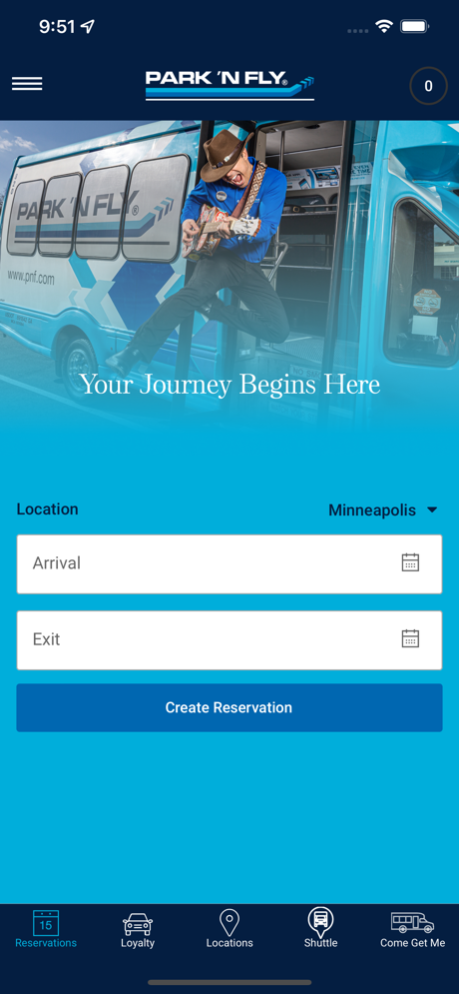 9:51
PARK 'N FLY®
0
PARK 'N FLY®
www.pnf.com
Your Journey Begins Here
Location
Minneapolis
Arrival
Exit
Create Reservation
15
Reservations
Loyalty
Locations
Shuttle
Come Get Me